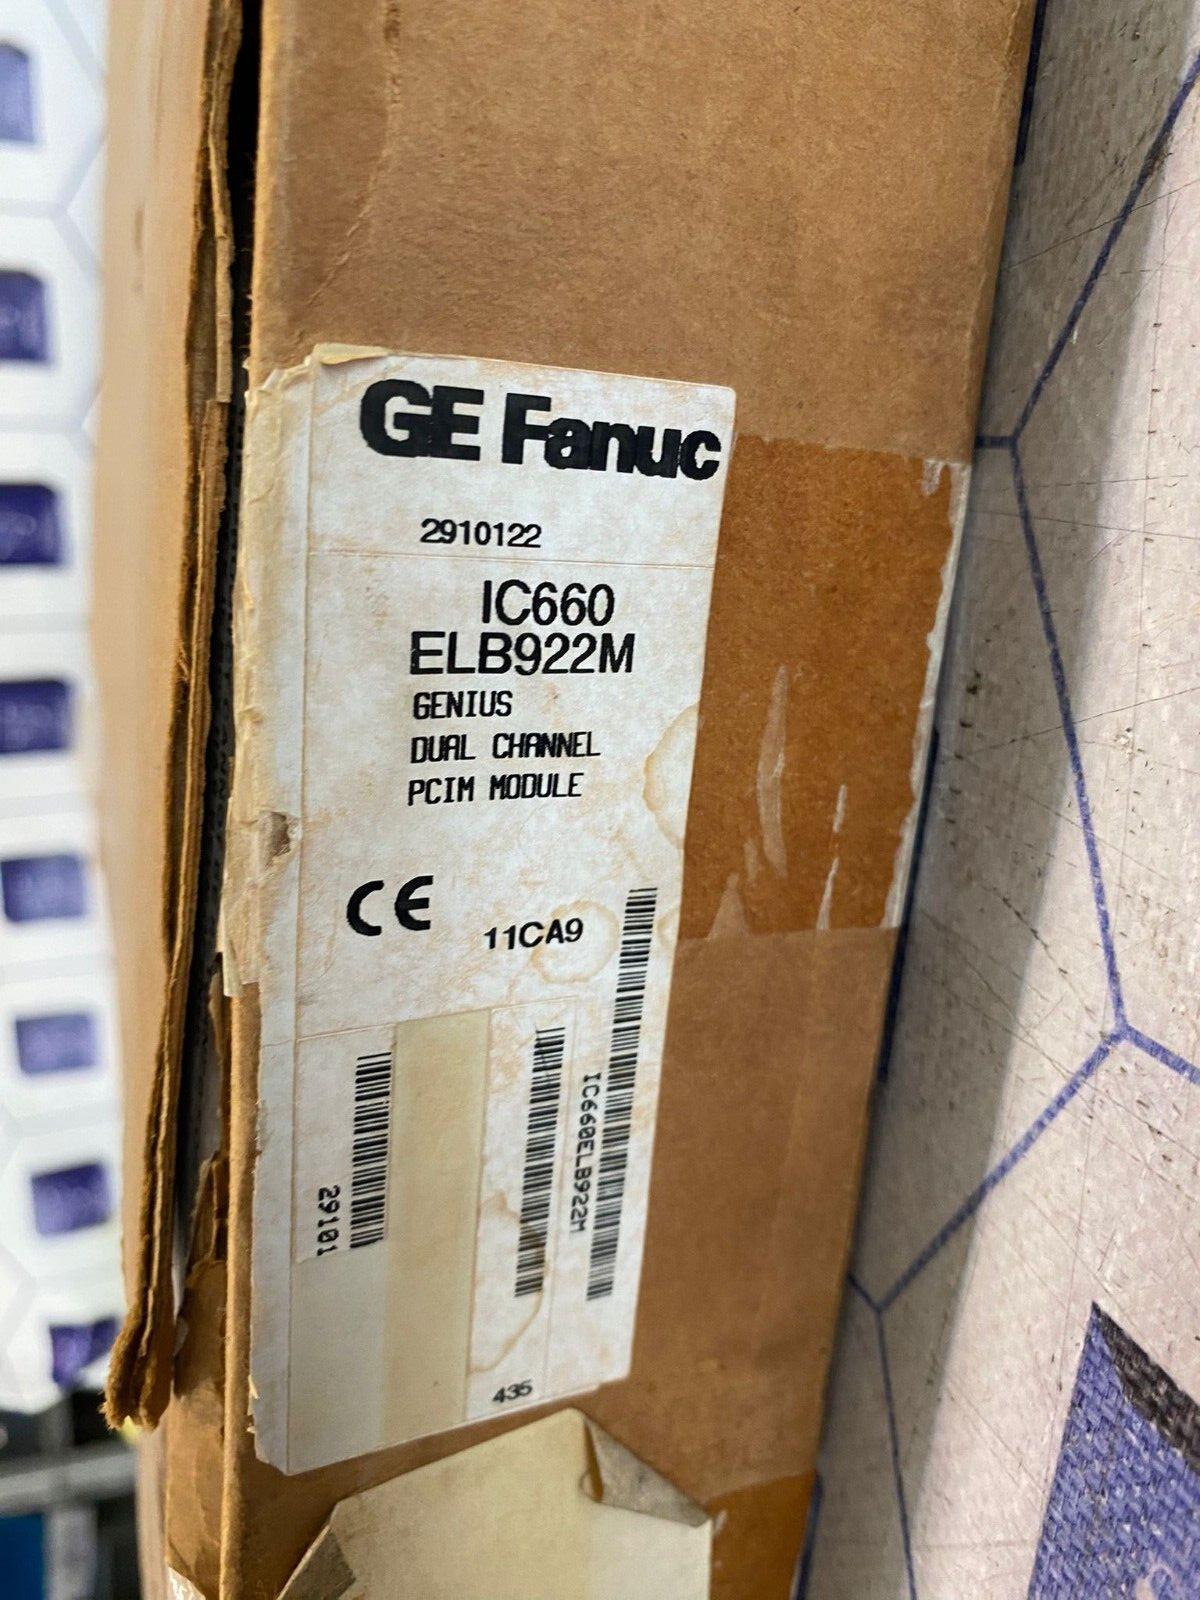 GE Fanuc
2910122
IC660
ELB922M
GENIUS
DUAL CHANNEL
PCIM MODULE
CE
11CA9
IC660ELB922M
29101
435